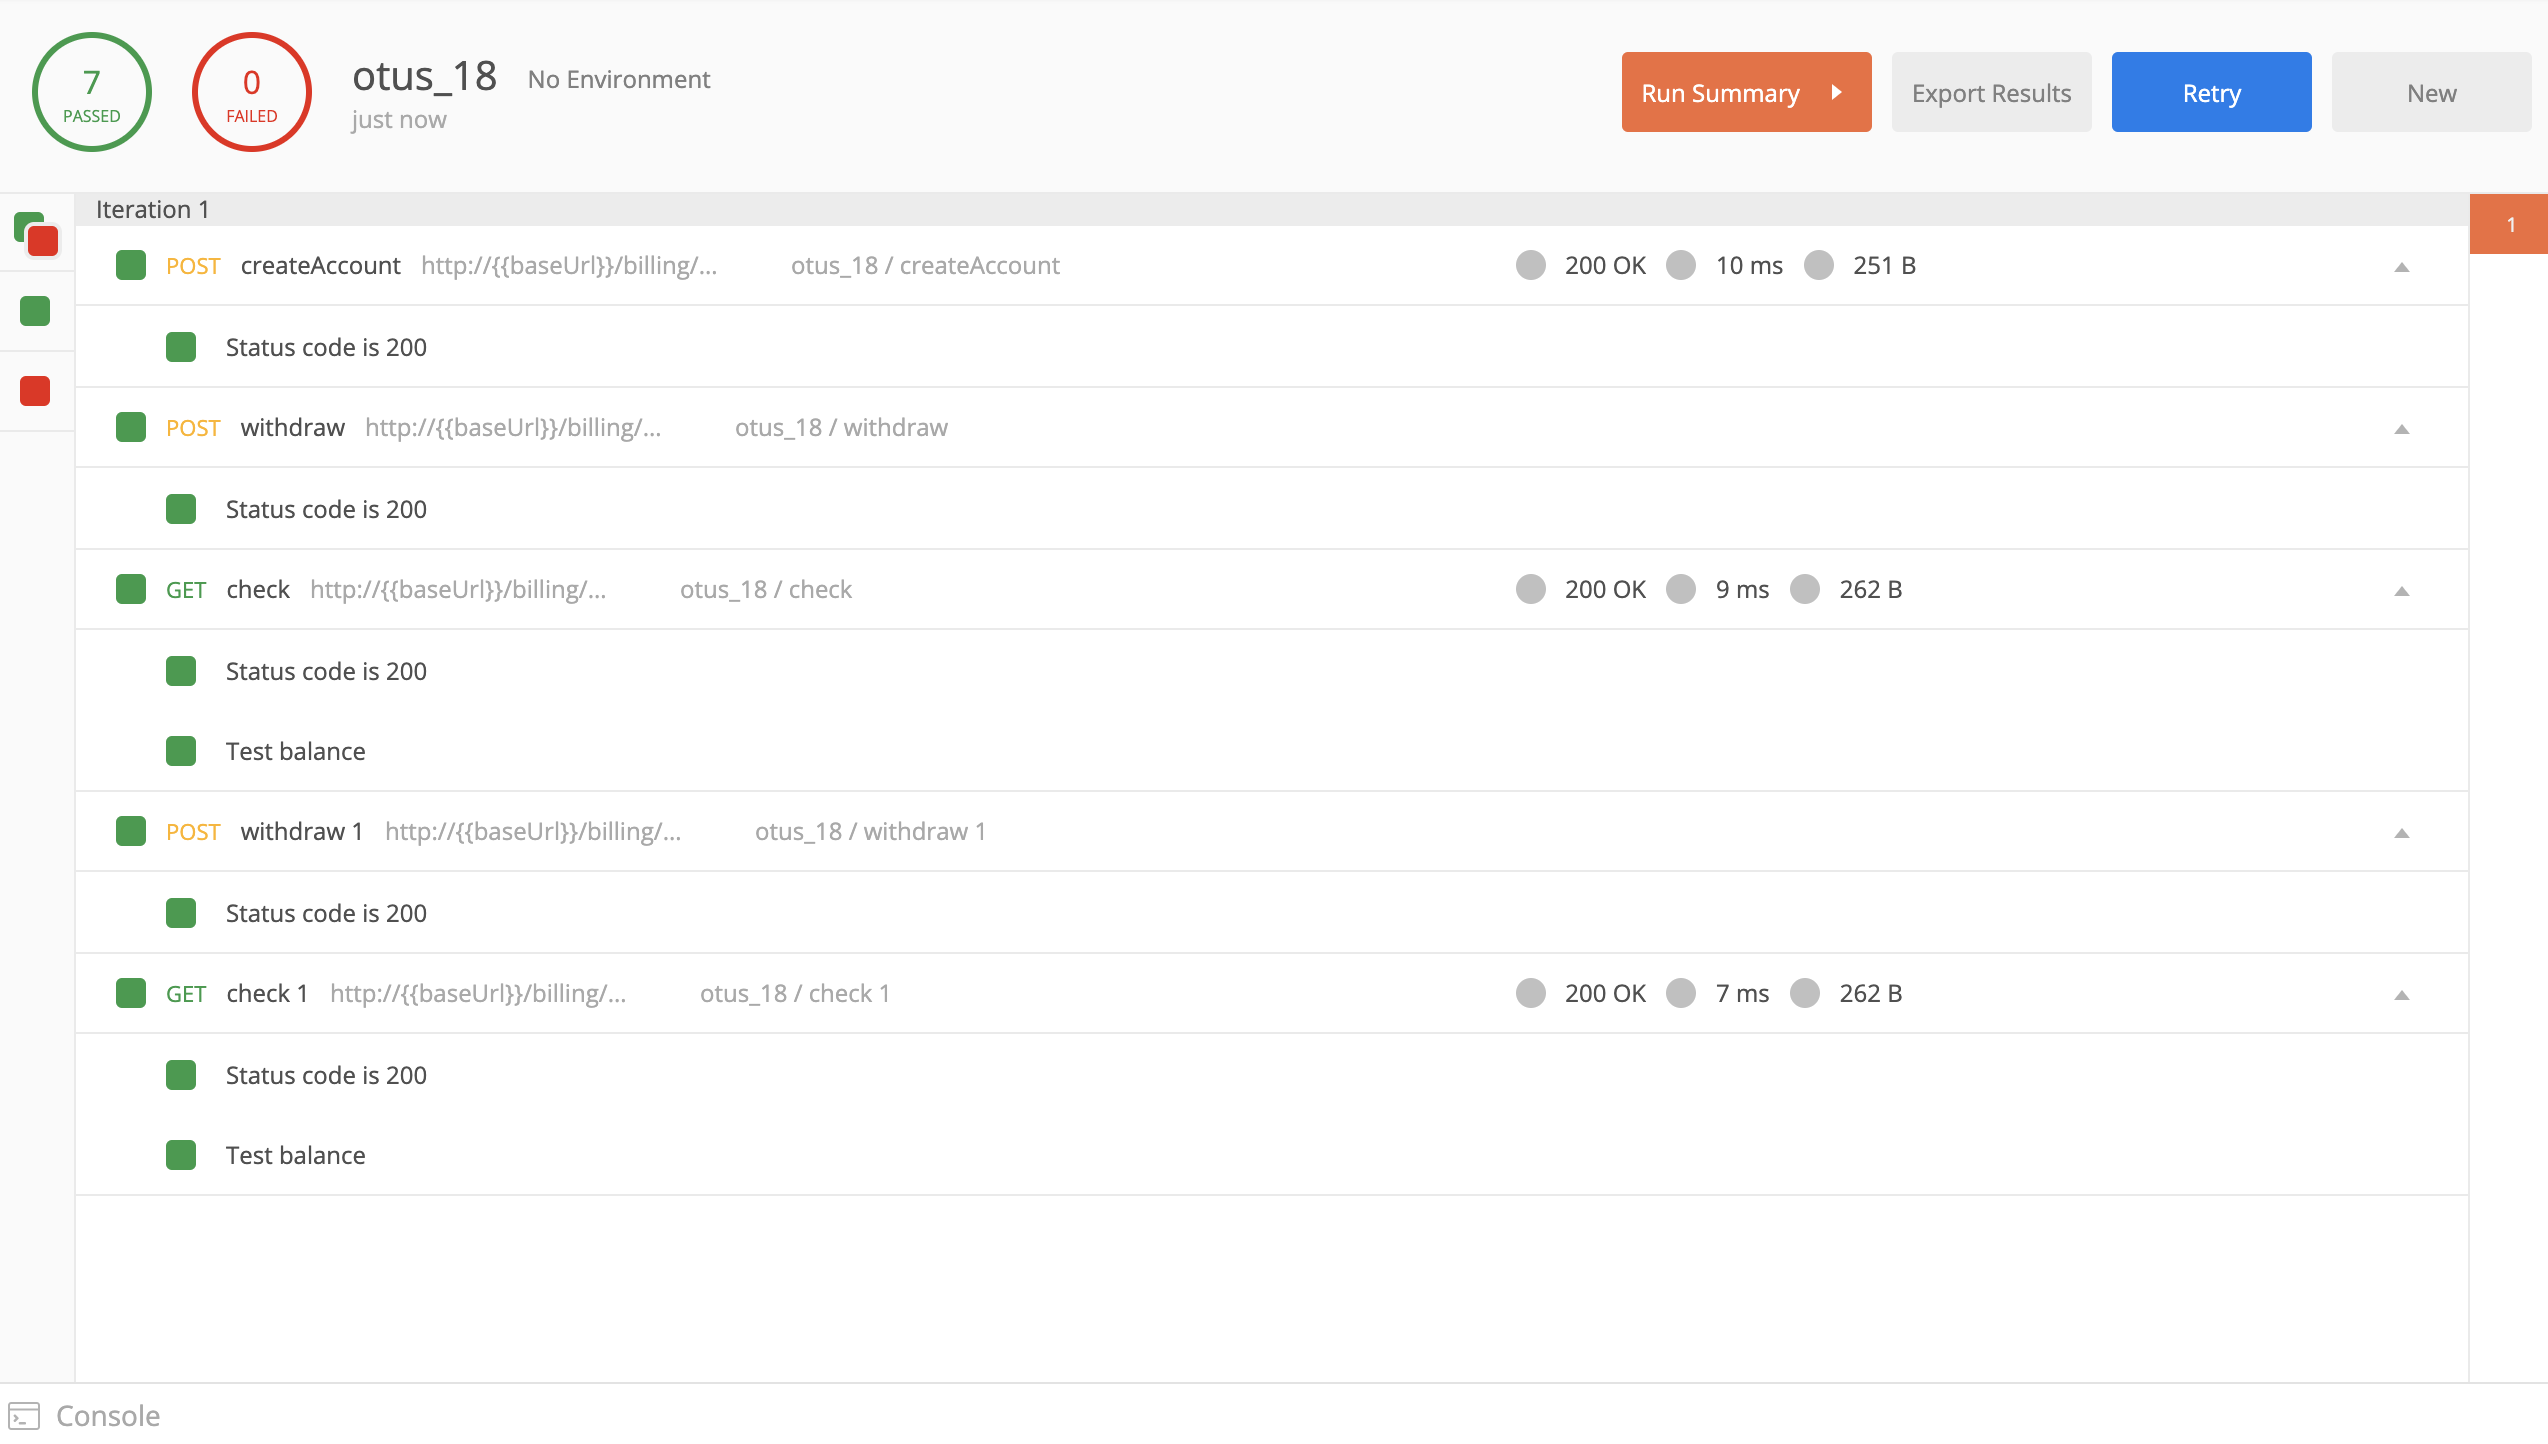 7
PASSED
0
FAILED
otus_18 No Environment
just now
Run Summary
Export Results
Retry
New
Iteration 1
1
POST createAccount http://{{baseUrl}}/billing/... otus_18 / createAccount 200 OK 10 ms 251 B
Status code is 200
POST withdraw http://{{baseUrl}}/billing/... otus_18 / withdraw
Status code is 200
GET check http://{{baseUrl}}/billing/... otus_18 / check 200 OK 9 ms 262 B
Status code is 200
Test balance
POST withdraw 1 http://{{baseUrl}}/billing/... otus_18 / withdraw 1
Status code is 200
GET check 1 http://{{baseUrl}}/billing/... otus_18 / check 1 200 OK 7 ms 262 B
Status code is 200
Test balance
Console